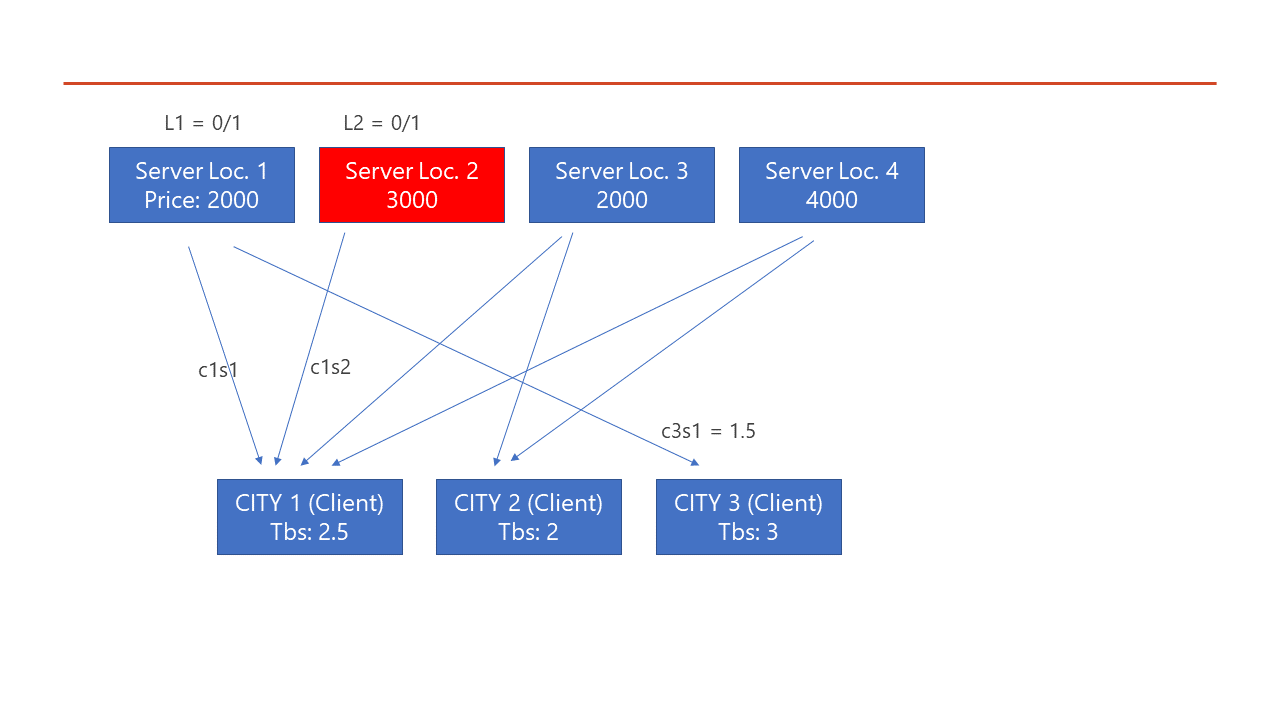 L1 = 0/1
L2 = 0/1
Server Loc. 1
Price: 2000
Server Loc. 2
3000
Server Loc. 3
2000
Server Loc. 4
4000
c1s1
c1s2
c3s1 = 1.5
CITY 1 (Client)
Tbs: 2.5
CITY 2 (Client)
Tbs: 2
CITY 3 (Client)
Tbs: 3